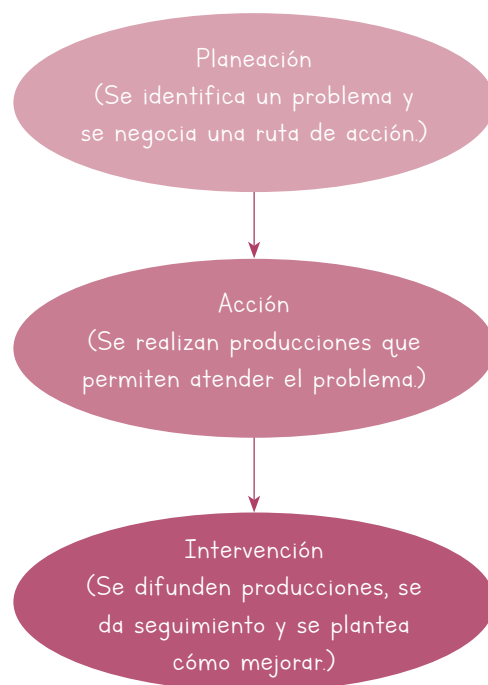 Planeación
(Se identifica un problema y
se negocia una ruta de acción.)
Acción
(Se realizan producciones que
permiten atender el problema.)
Intervención
(Se difunden producciones, se
da seguimiento y se plantea
cómo mejorar.)